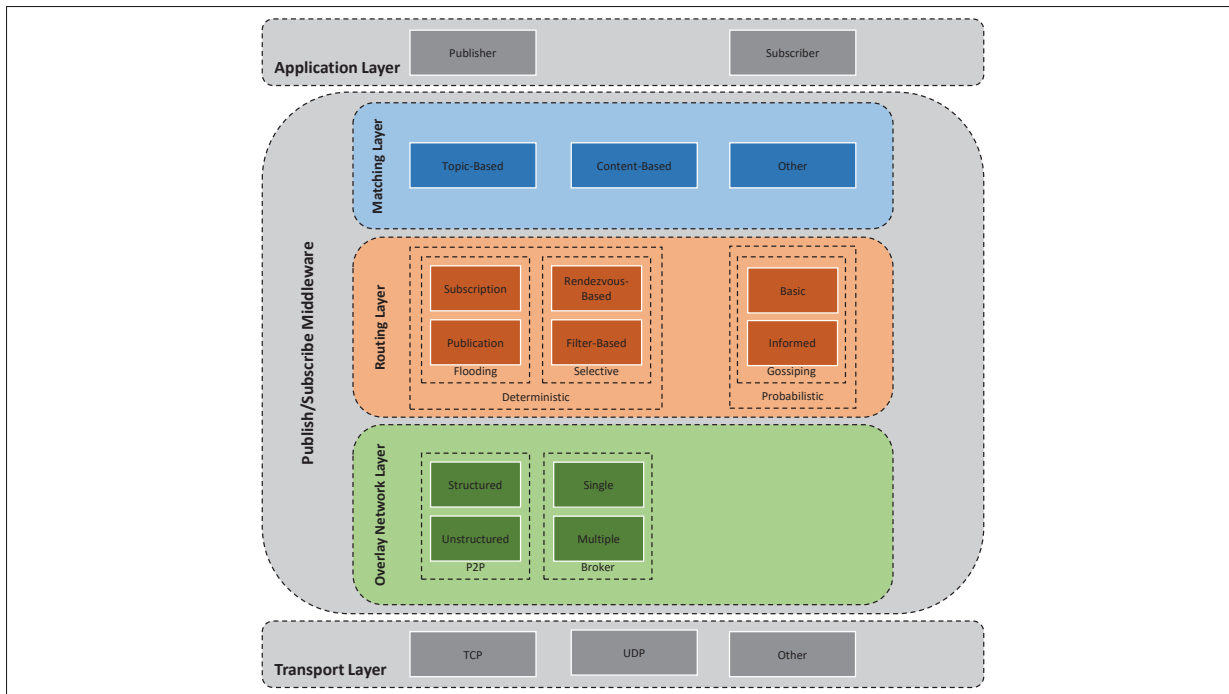 Publisher
Subscriber
Application Layer
Publish/Subscribe Middleware
Matching Layer
Topic-Based
Content-Based
Other
Routing Layer
Subscription
Rendezvous-
Based
Basic
Publication
Filter-Based
Informed
Flooding
Selective
Gossiping
Deterministic
Probabilistic
Overlay Network Layer
Structured
Single
Unstructured
Multiple
P2P
Broker
TCP
UDP
Other
Transport Layer